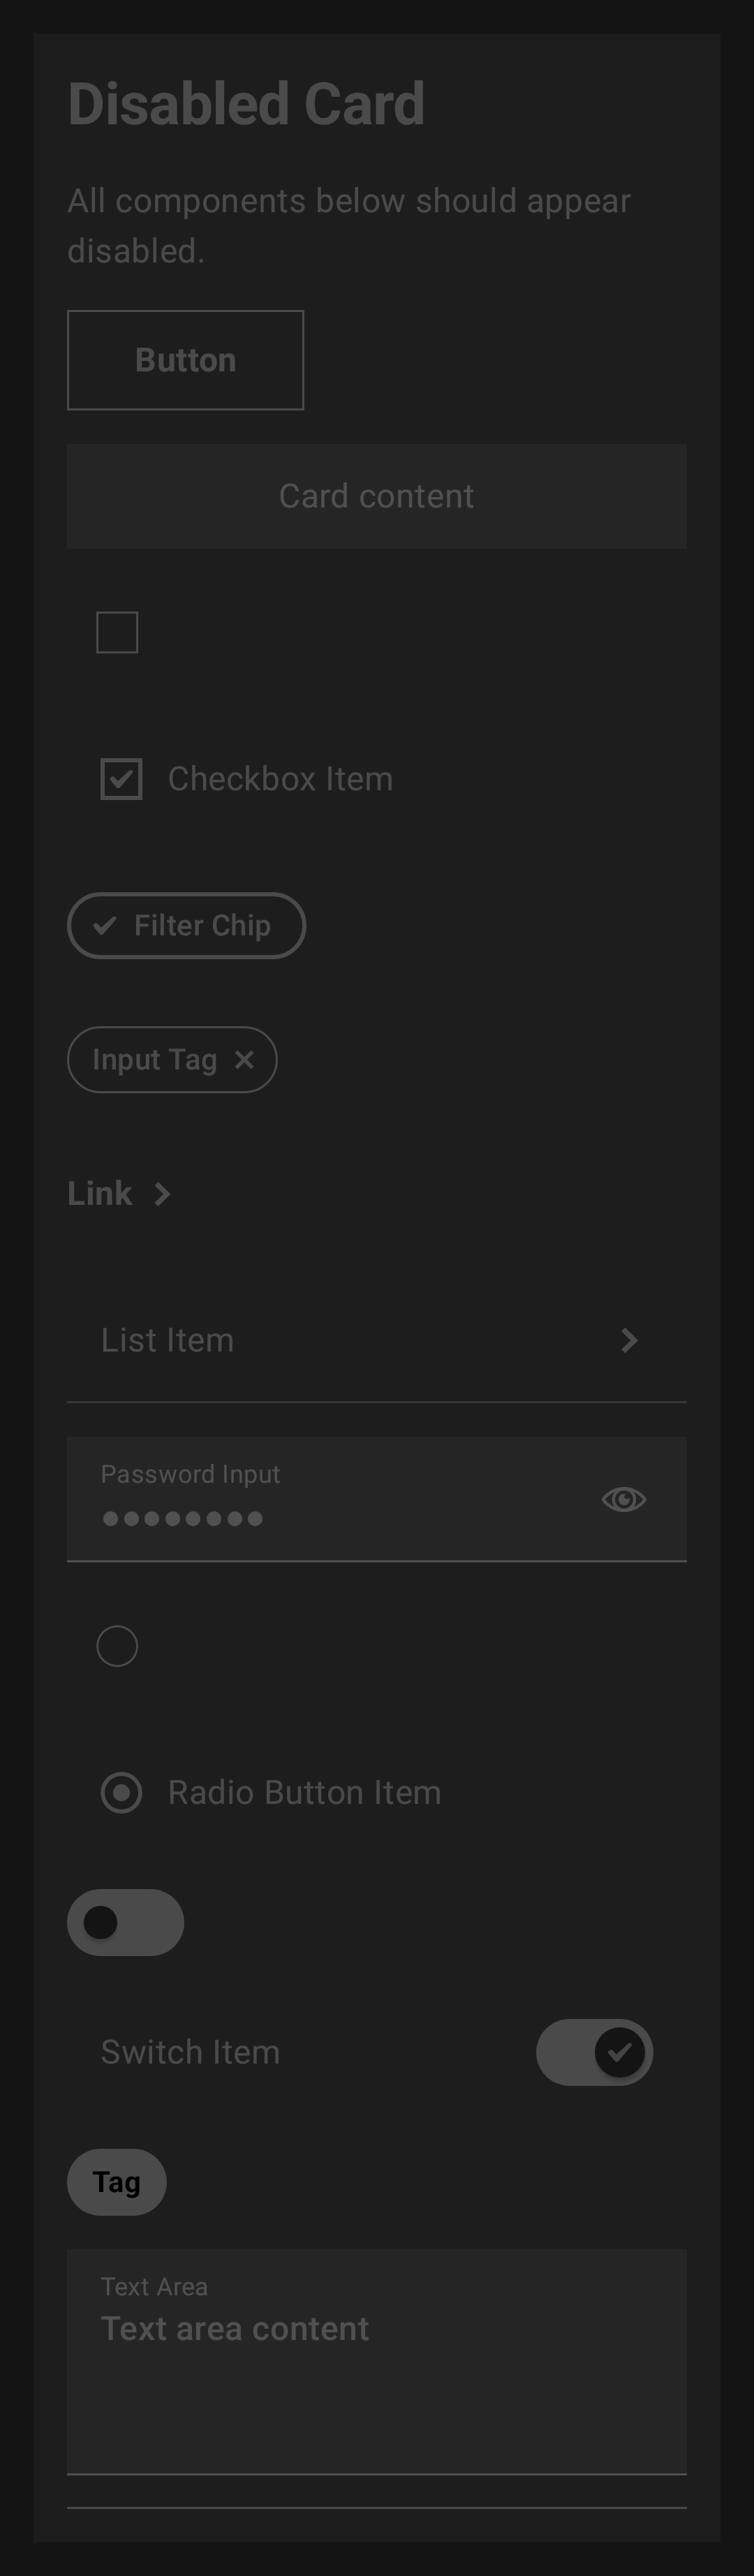 Disabled Card
All components below should appear
disabled.
Button
Card content
Checkbox Item
Filter Chip
Input Tag
Link
List Item
Password Input
••••••••
Radio Button Item
Switch Item
Tag
Text Area
Text area content